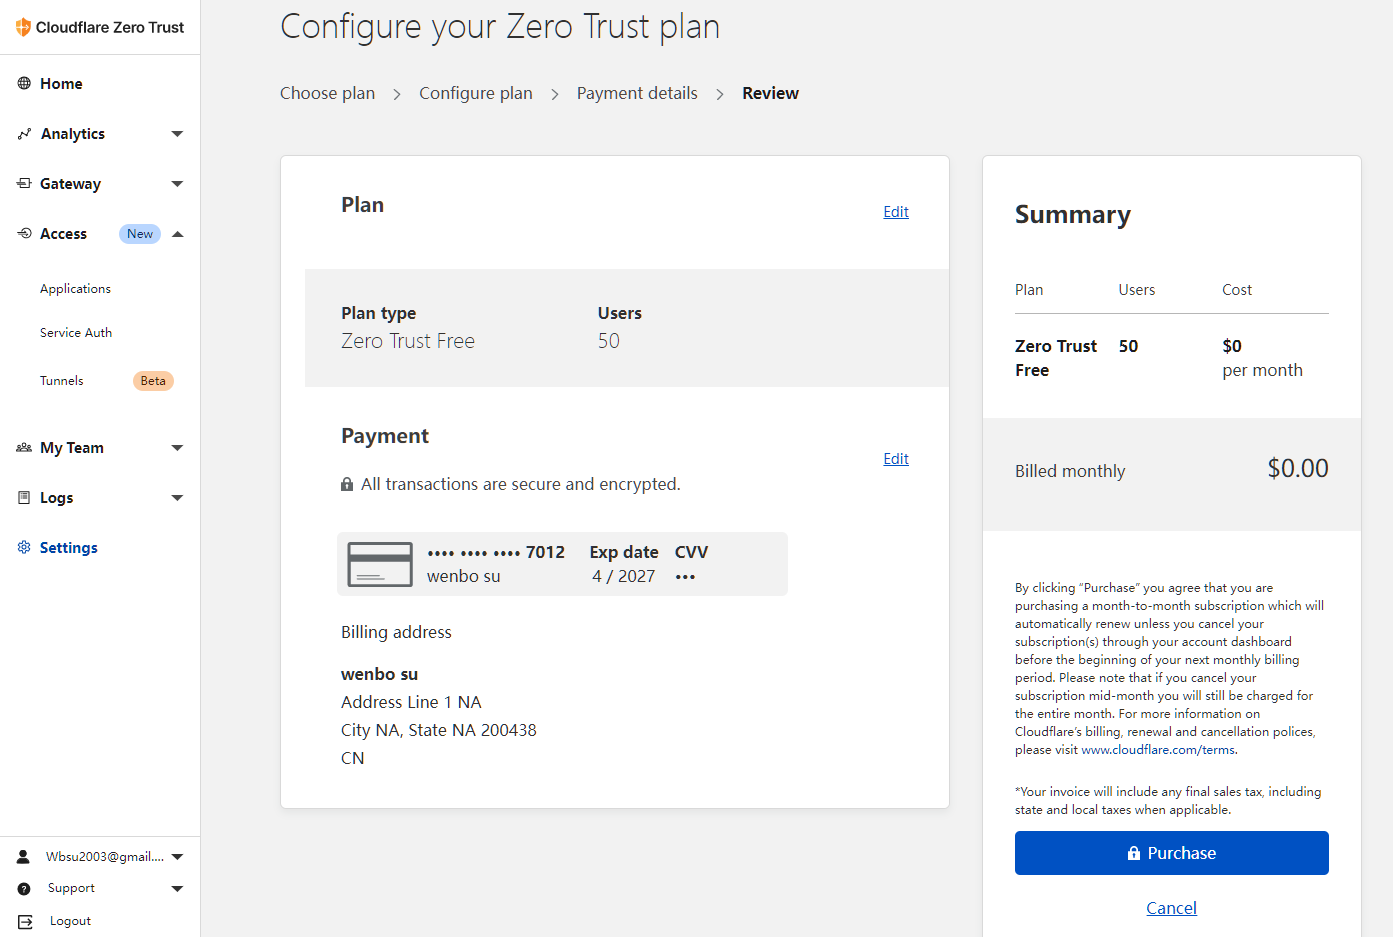 Cloudflare Zero Trust
Home
Analytics
Gateway
Access New
Applications
Service Auth
Tunnels Beta
My Team
Logs
Settings
Wbsu2003@gmail....
Support
Logout
Configure your Zero Trust plan
Choose plan > Configure plan > Payment details > Review
Plan
Edit
Plan type Users
Zero Trust Free 50
Payment
Edit
All transactions are secure and encrypted.
•••• •••• •••• 7012 Exp date CVV
wenbo su 4 / 2027 •••
Billing address
wenbo su
Address Line 1 NA
City NA, State NA 200438
CN
Summary
Plan Users Cost
Zero Trust 50 $0
Free per month
Billed monthly $0.00
By clicking “Purchase” you agree that you are
purchasing a month-to-month subscription which will
automatically renew unless you cancel your
subscription(s) through your account dashboard
before the beginning of your next monthly billing
period. Please note that if you cancel your
subscription mid-month you will still be charged for
the entire month. For more information on
Cloudflare’s billing, renewal and cancellation polices,
please visit www.cloudflare.com/terms.
*Your invoice will include any final sales tax, including
state and local taxes when applicable.
Purchase
Cancel